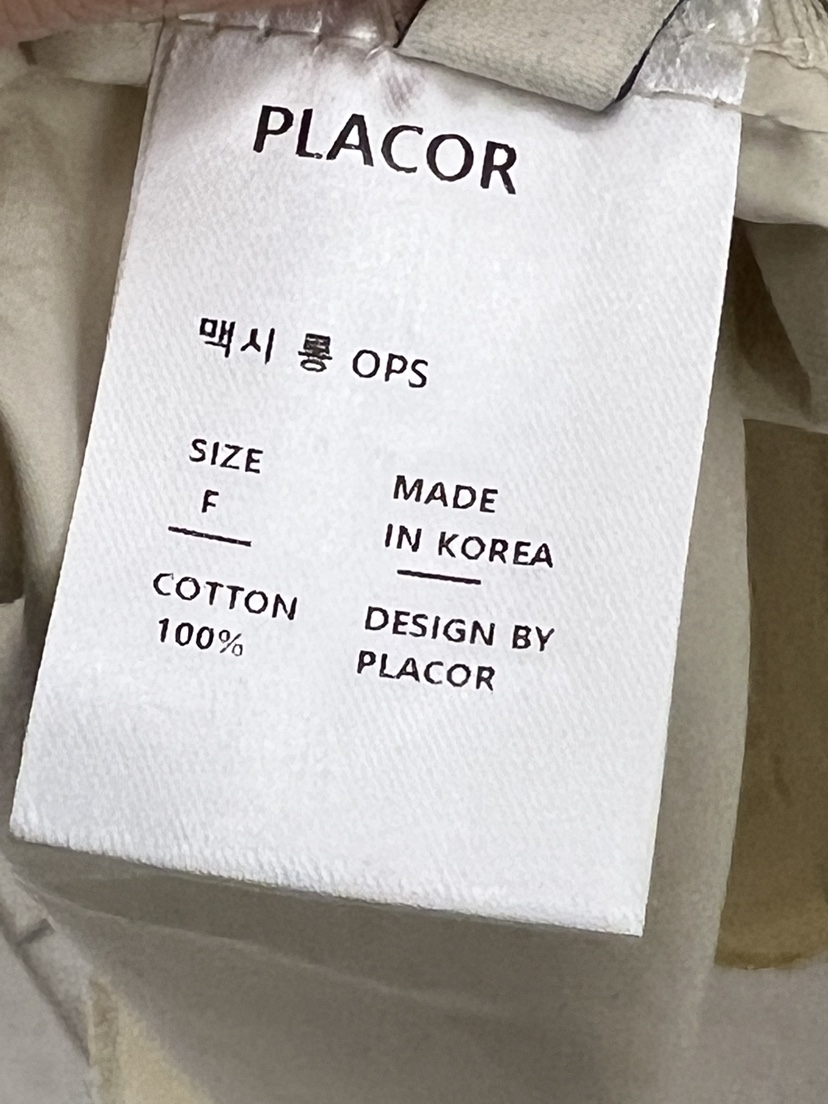 PLACOR
맥시 롱 OPS
SIZE
F
COTTON
100%
MADE
IN KOREA
DESIGN BY
PLACOR